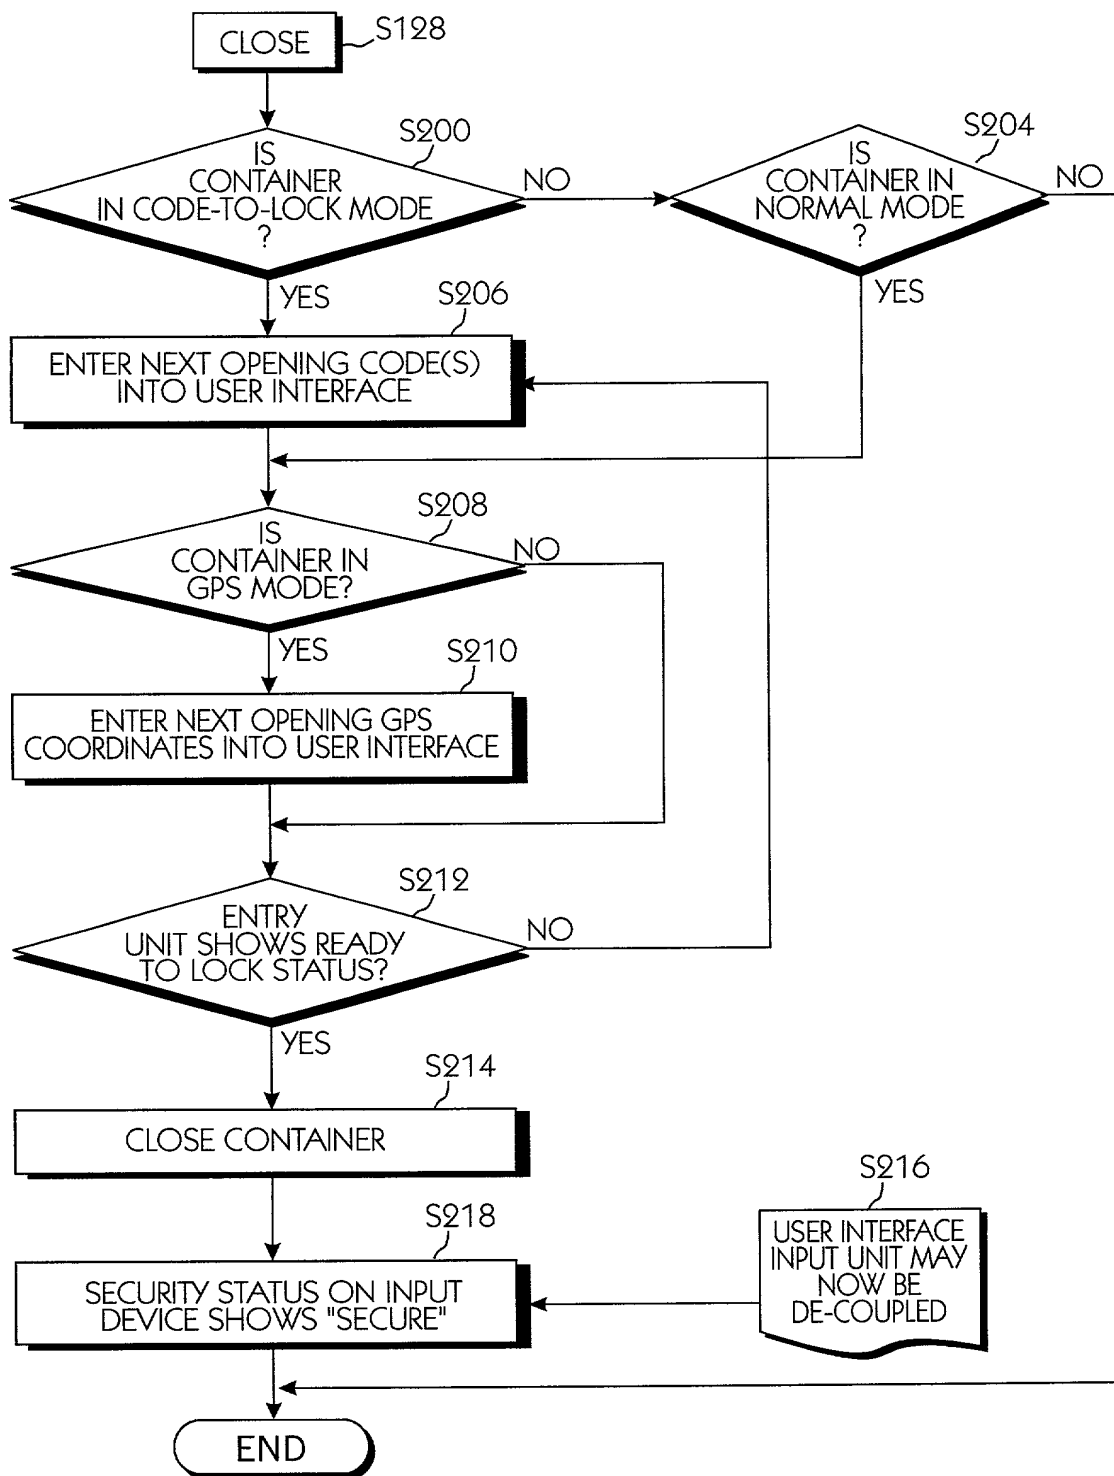 CLOSE
S128
S200
IS
CONTAINER
IN CODE-TO-LOCK MODE
?
NO
YES
S204
IS
CONTAINER IN
NORMAL MODE
?
NO
YES
S206
ENTER NEXT OPENING CODE(S)
INTO USER INTERFACE
S208
IS
CONTAINER IN
GPS MODE?
NO
YES
S210
ENTER NEXT OPENING GPS
COORDINATES INTO USER INTERFACE
S212
ENTRY
UNIT SHOWS READY
TO LOCK STATUS?
NO
YES
S214
CLOSE CONTAINER
S218
SECURITY STATUS ON INPUT
DEVICE SHOWS "SECURE"
S216
USER INTERFACE
INPUT UNIT MAY
NOW BE
DE-COUPLED
END